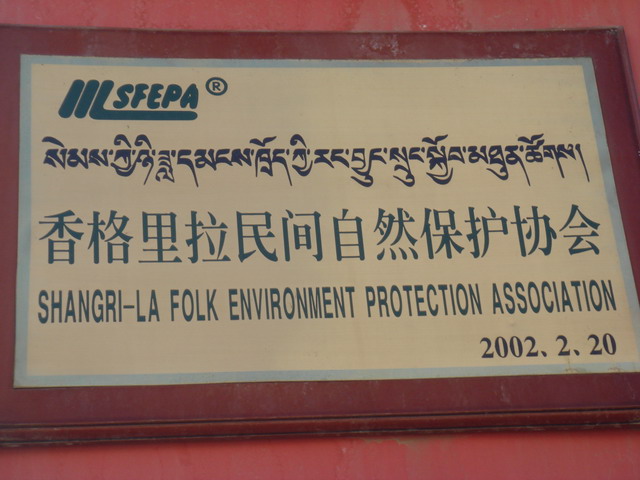 SFEPA®
སེམས་ཀྱི་ཉི་ཟླ་དམངས་ཁྲོད་ཀྱི་རང་བྱུང་སྲུང་སྐྱོབ་མཐུན་ཚོགས།
香格里拉民间自然保护协会
SHANGRI-LA FOLK ENVIRONMENT PROTECTION ASSOCIATION
2002、2、20